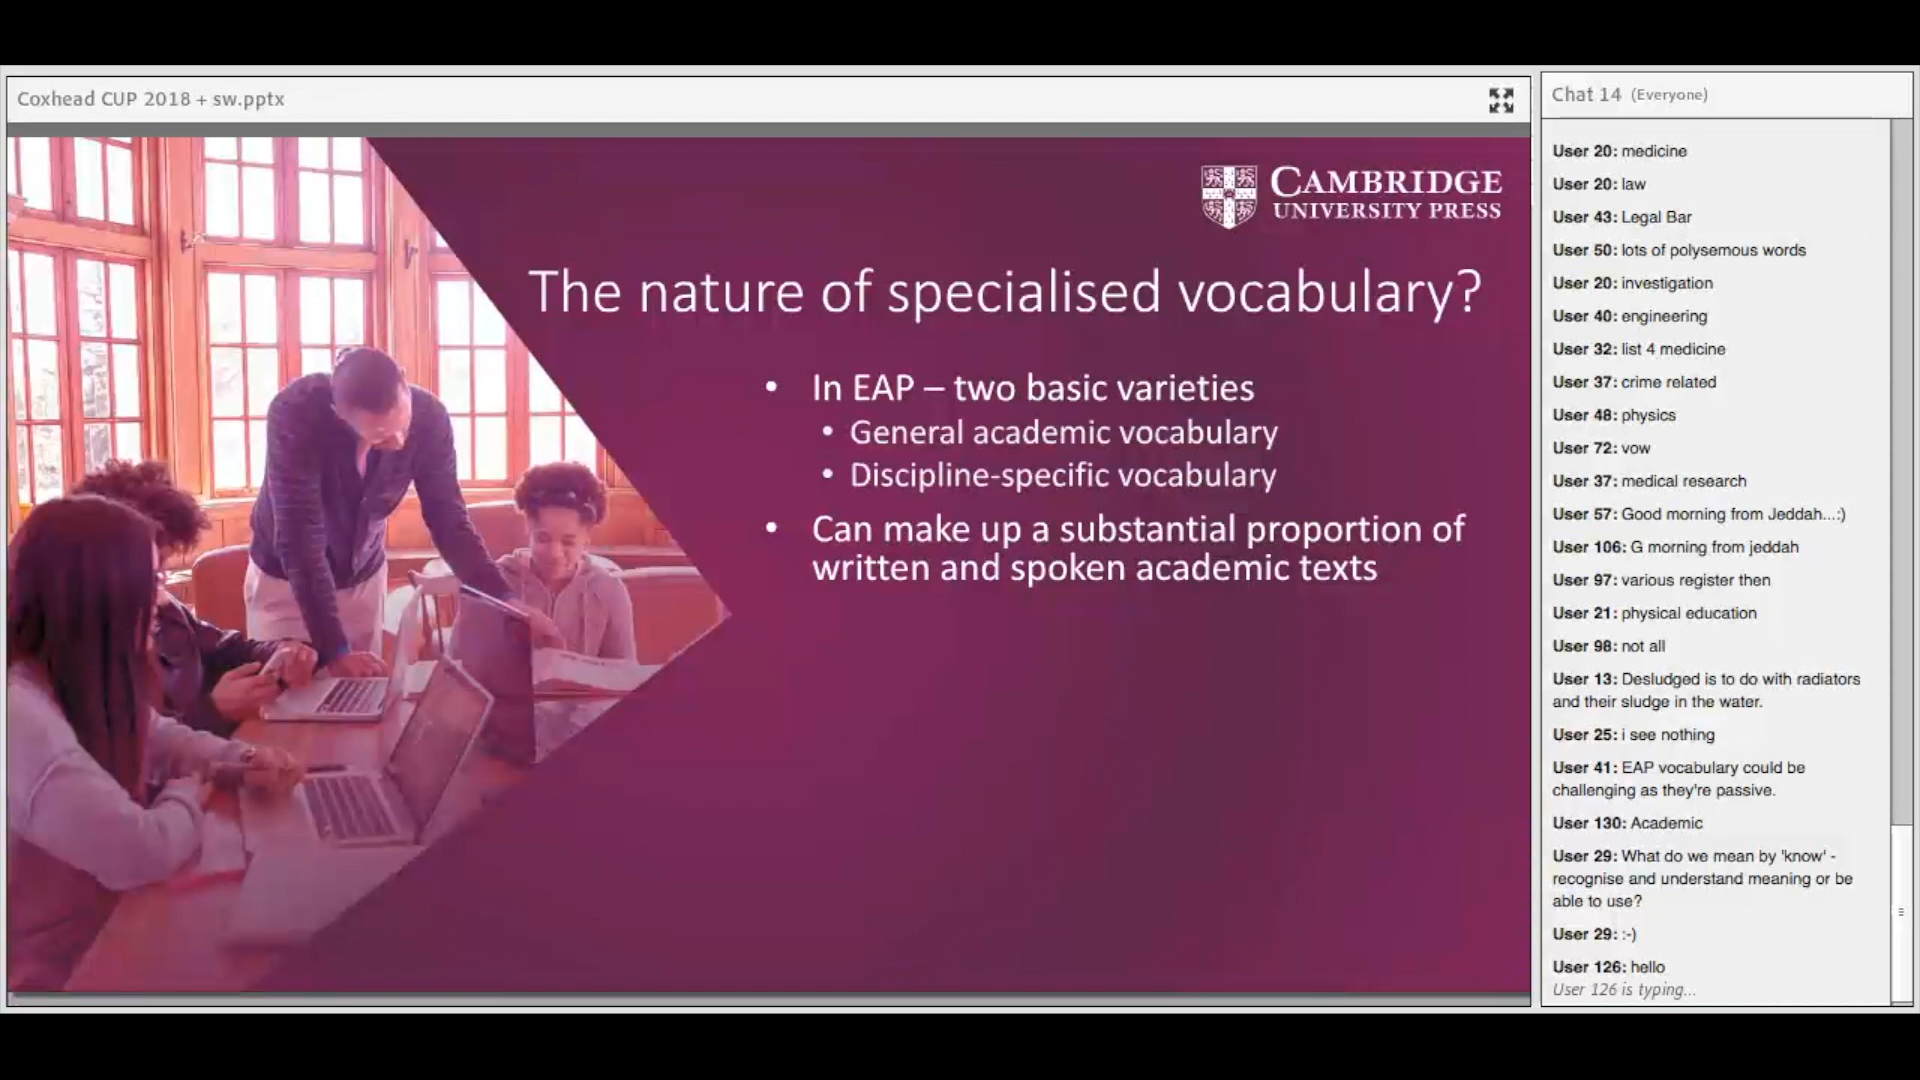 Coxhead CUP 2018 + sw.pptx
CAMBRIDGE
UNIVERSITY PRESS
The nature of specialised vocabulary?
• In EAP – two basic varieties
• General academic vocabulary
• Discipline-specific vocabulary
• Can make up a substantial proportion of
written and spoken academic texts
Chat 14 (Everyone)
User 20: medicine
User 20: law
User 43: Legal Bar
User 50: lots of polysemous words
User 20: investigation
User 40: engineering
User 32: list 4 medicine
User 37: crime related
User 48: physics
User 72: vow
User 37: medical research
User 57: Good morning from Jeddah...:)
User 106: G morning from jeddah
User 97: various register then
User 21: physical education
User 98: not all
User 13: Desludged is to do with radiators
and their sludge in the water.
User 25: i see nothing
User 41: EAP vocabulary could be
challenging as they're passive.
User 130: Academic
User 29: What do we mean by 'know' -
recognise and understand meaning or be
able to use?
User 29: :-)
User 126: hello
User 126 is typing...